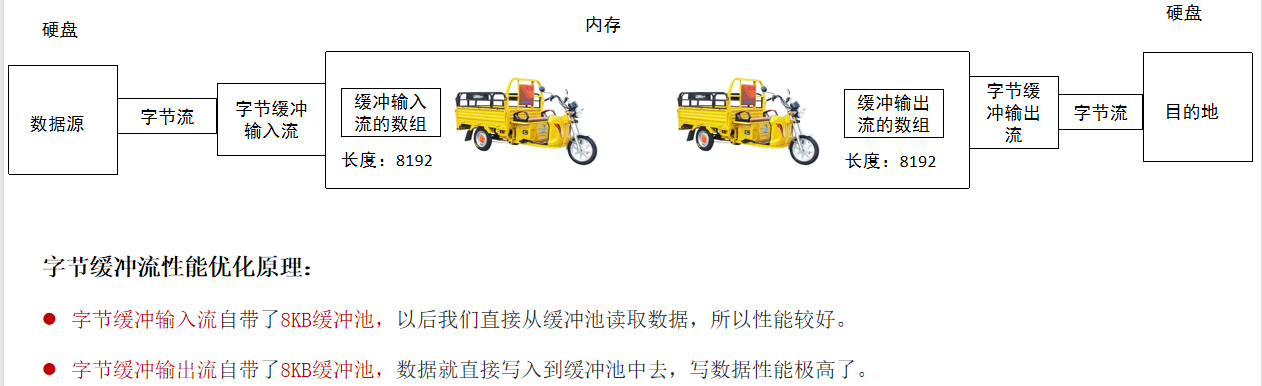 硬盘
内存
硬盘
数据源
字节流
字节缓冲
输入流
缓冲输入
流的数组
长度：8192
缓冲输出
流的数组
长度：8192
字节缓
冲输出
流
字节流
目的地
字节缓冲流性能优化原理：
● 字节缓冲输入流自带了8KB缓冲池，以后我们直接从缓冲池读取数据，所以性能较好。
● 字节缓冲输出流自带了8KB缓冲池，数据就直接写入到缓冲池中去，写数据性能极高了。